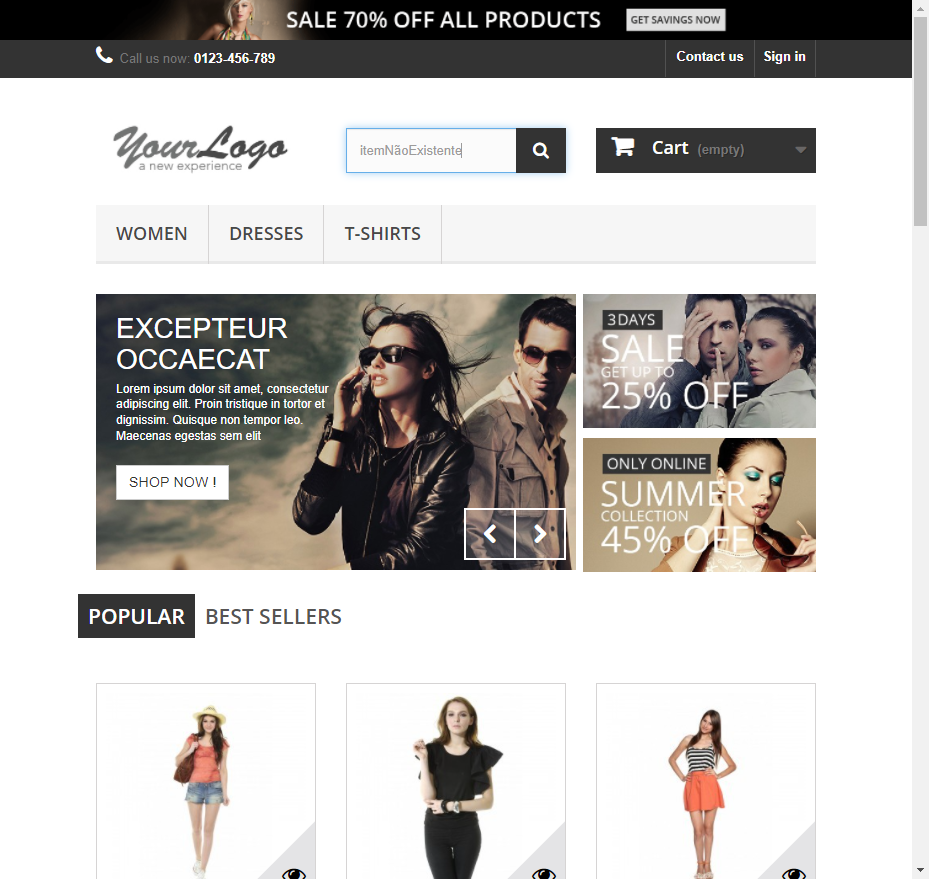 SALE 70% OFF ALL PRODUCTS GET SAVINGS NOW
Call us now: 0123-456-789 Contact us Sign in
YourLogo
a new experience
itemNãoExistente
Cart (empty)
WOMEN DRESSES T-SHIRTS
EXCEPTEUR
OCCAECAT
Lorem ipsum dolor sit amet, consectetur
adipiscing elit. Proin tristique in tortor et
dignissim. Quisque non tempor leo.
Maecenas egestas sem elit
SHOP NOW !
3 DAYS
SALE
GET UP TO
25% OFF
ONLY ONLINE
SUMMER
COLLECTION
45% OFF
POPULAR BEST SELLERS